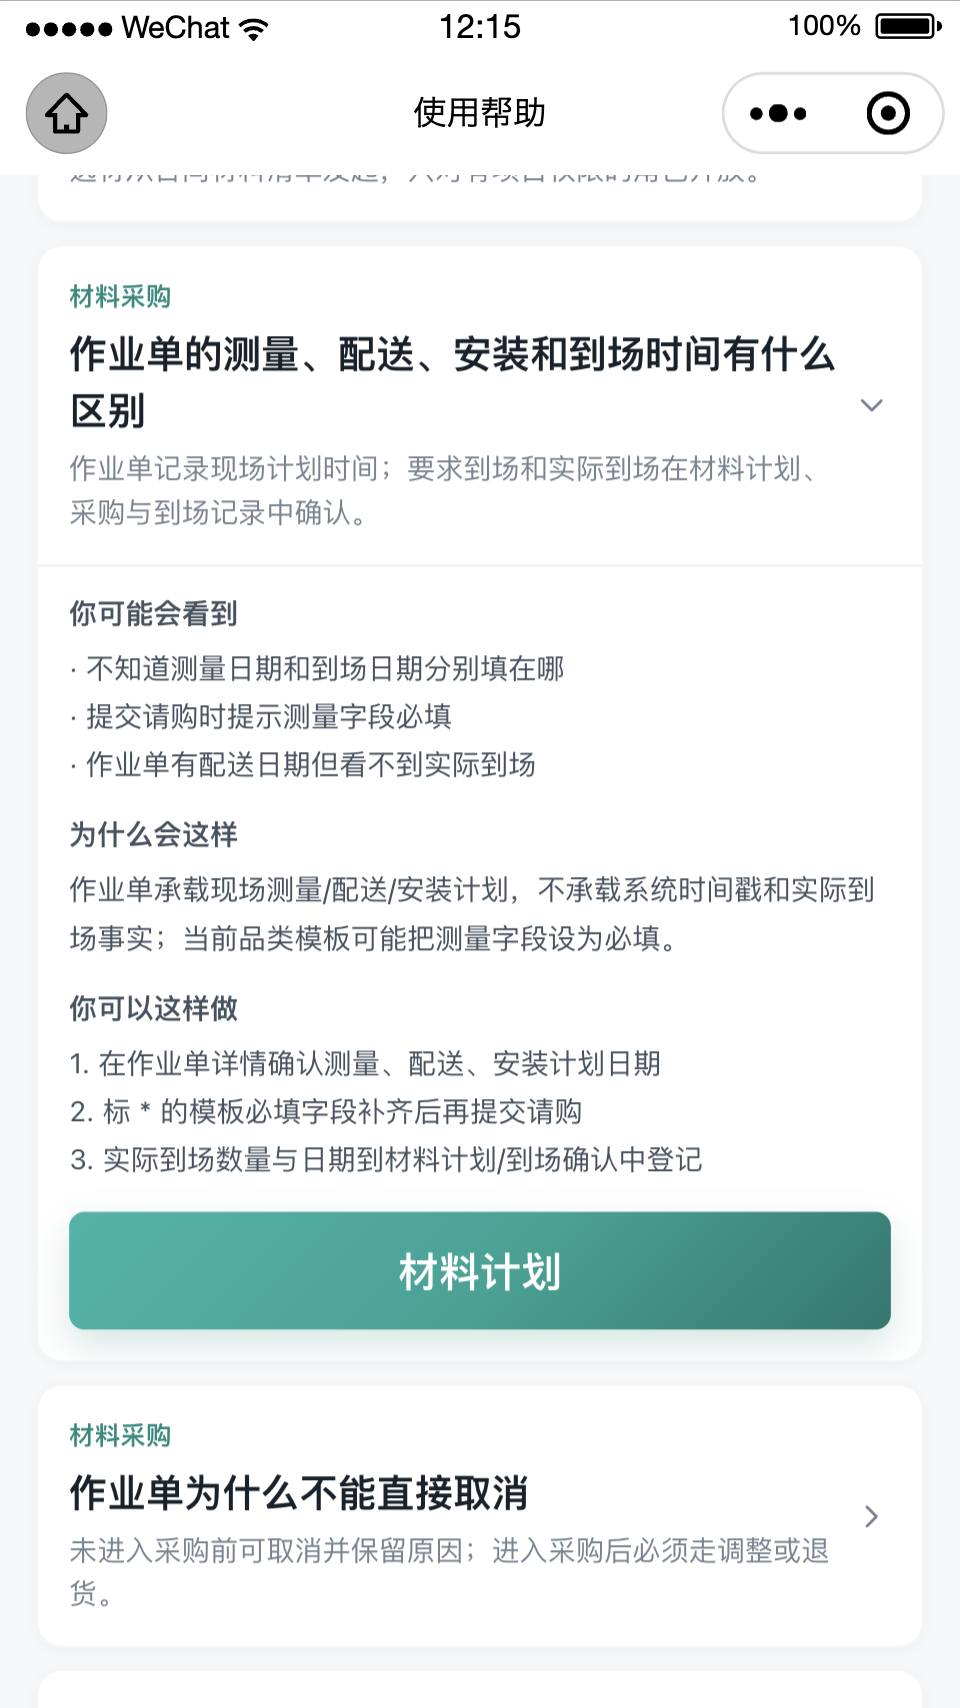 WeChat
12:15
100%
使用帮助
材料采购
作业单的测量、配送、安装和到场时间有什么
区别
作业单记录现场计划时间；要求到场和实际到场在材料计划、
采购与到场记录中确认。
你可能会看到
· 不知道测量日期和到场日期分别填在哪
· 提交请购时提示测量字段必填
· 作业单有配送日期但看不到实际到场
为什么会这样
作业单承载现场测量/配送/安装计划，不承载系统时间戳和实际到
场事实；当前品类模板可能把测量字段设为必填。
你可以这样做
1. 在作业单详情确认测量、配送、安装计划日期
2. 标 * 的模板必填字段补齐后再提交请购
3. 实际到场数量与日期到材料计划/到场确认中登记
材料计划
材料采购
作业单为什么不能直接取消
未进入采购前可取消并保留原因；进入采购后必须走调整或退
货。